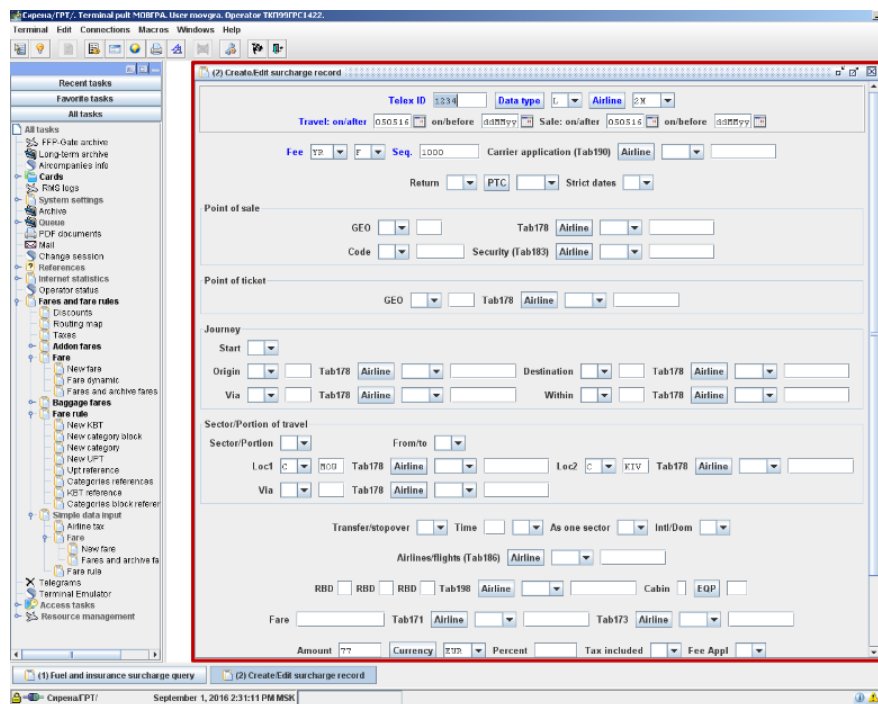 Сирена/ГРТ/. Terminal pult МОВГРА. User movgra. Operator ТКП99ГРС1422.
Terminal Edit Connections Macros Windows Help
Recent tasks
Favorite tasks
All tasks
All tasks
FFP-Gate archive
Long-term archive
Aircompanies info
Cards
RMS logs
System settings
Archive
Queue
PDF documents
Mail
Change session
References
Internet statistics
Operator status
Fares and fare rules
Discounts
Routing map
Taxes
Addon fares
Fare
New fare
Fare dynamic
Fares and archive fares
Baggage fares
Fare rule
New KBT
New category block
New category
New UPT
Upt reference
Categories references
KBT reference
Categories block referer
Simple data input
Airline tax
Fare
New fare
Fares and archive fa
Fare rule
Telegrams
Terminal Emulator
Access tasks
Resource management
(2) Create/Edit surcharge record
Telex ID 1234 Data type L Airline 2M
Travel: on/after 050516 on/before ddMMyy Sale: on/after 050516 on/before ddMMyy
Fee YR F Seq. 1000 Carrier application (Tab190) Airline
Return PTC Strict dates
Point of sale
GEO Tab178 Airline
Code Security (Tab183) Airline
Point of ticket
GEO Tab178 Airline
Journey
Start
Origin Tab178 Airline Destination Tab178 Airline
Via Tab178 Airline Within Tab178 Airline
Sector/Portion of travel
Sector/Portion From/to
Loc1 C MOW Tab178 Airline Loc2 C KIV Tab178 Airline
Via Tab178 Airline
Transfer/stopover Time As one sector Intl/Dom
Airlines/flights (Tab186) Airline
RBD RBD RBD Tab198 Airline Cabin EQP
Fare Tab171 Airline Tab173 Airline
Amount 77 Currency EUR Percent Tax included Fee Appl
(1) Fuel and insurance surcharge query (2) Create/Edit surcharge record
Сирена/ГРТ/ September 1, 2016 2:31:11 PM MSK